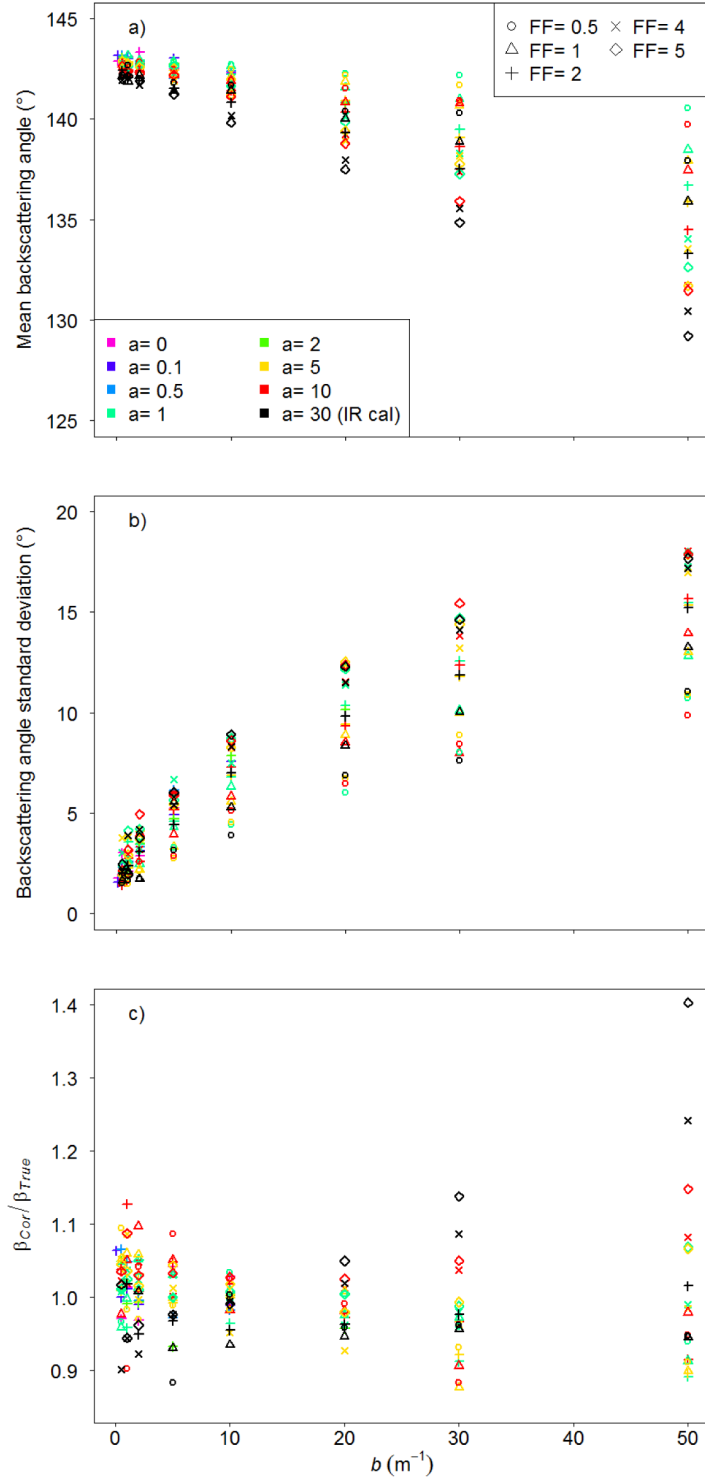 a)
145
140
135
130
125
Mean backscattering angle (°)
FF= 0.5
FF= 1
FF= 2
FF= 4
FF= 5
a= 0
a= 0.1
a= 0.5
a= 1
a= 2
a= 5
a= 10
a= 30 (IR cal)
b)
20
15
10
5
0
Backscattering angle standard deviation (°)
c)
1.4
1.3
1.2
1.1
1.0
0.9
β_Cor / β_True
0 10 20 30 40 50
b (m⁻¹)